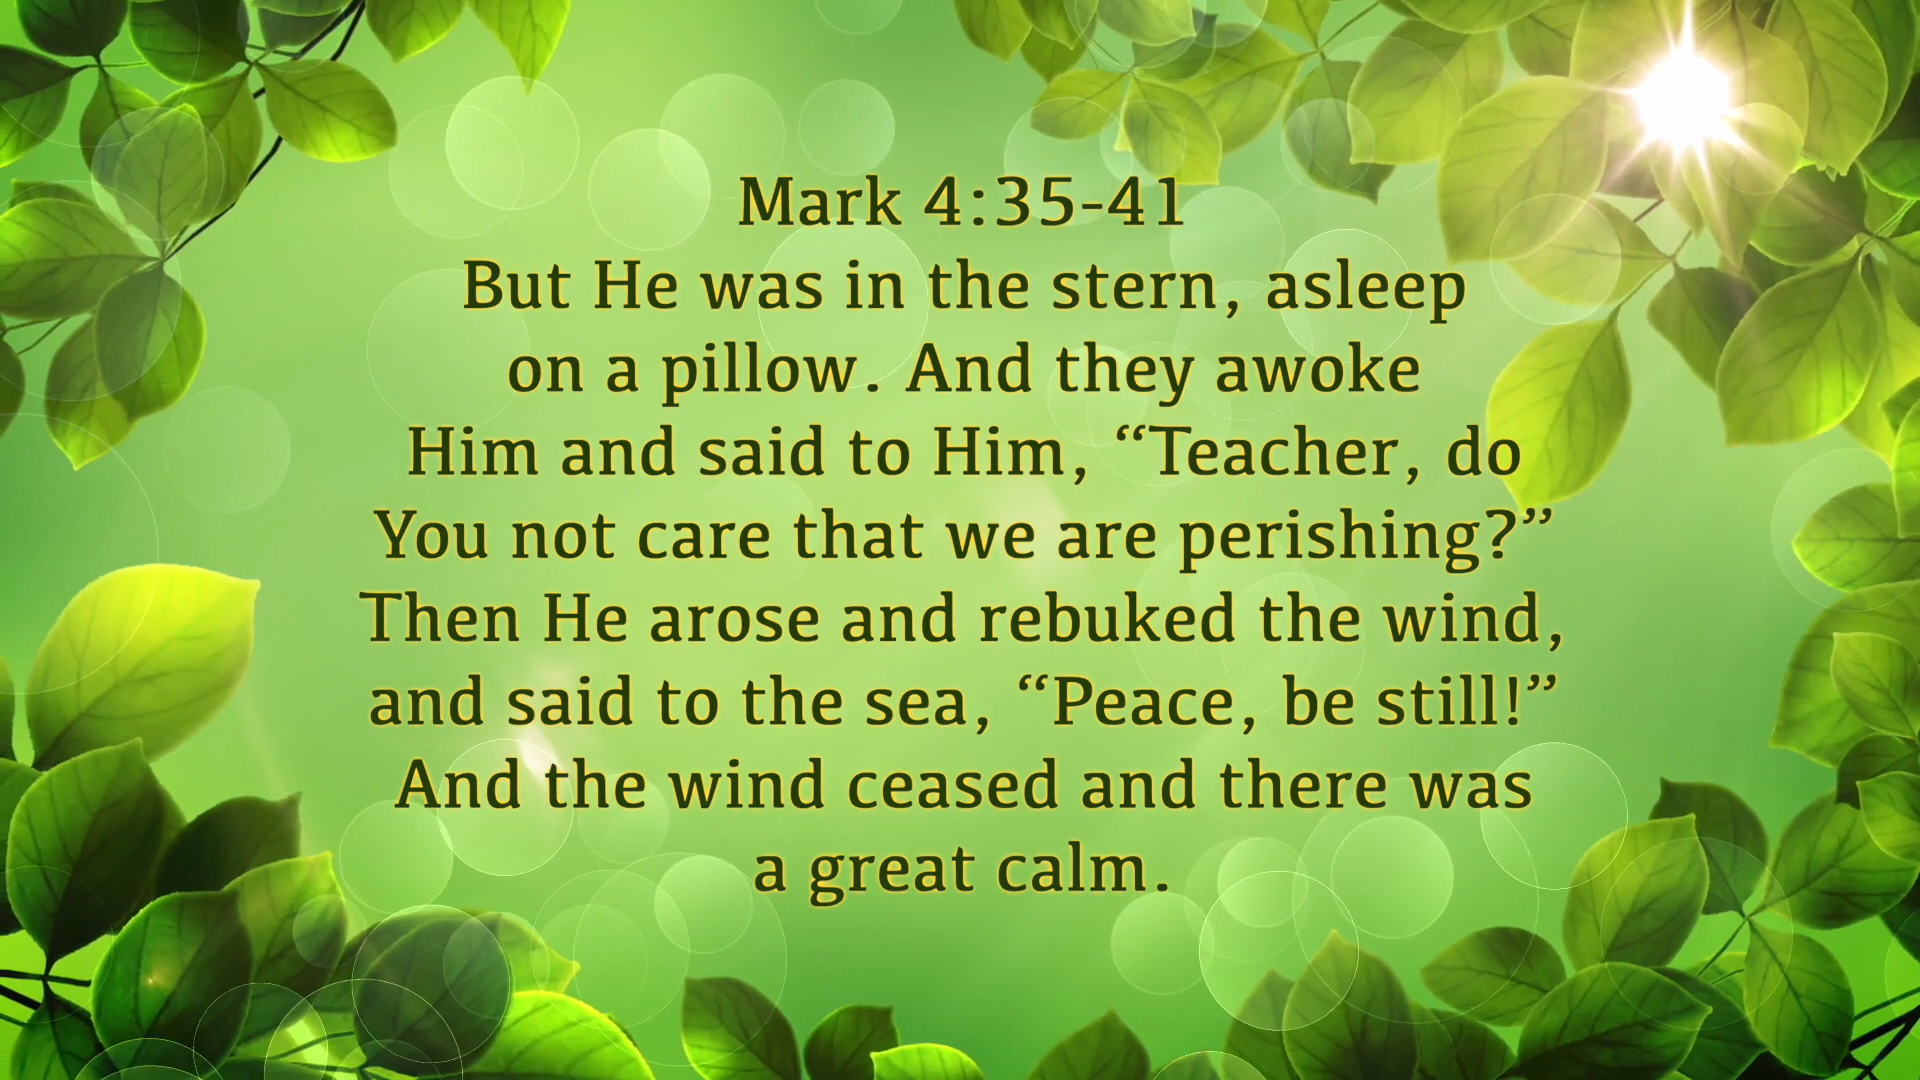 Mark 4:35-41
But He was in the stern, asleep
on a pillow. And they awoke
Him and said to Him, “Teacher, do
You not care that we are perishing?”
Then He arose and rebuked the wind,
and said to the sea, “Peace, be still!”
And the wind ceased and there was
a great calm.